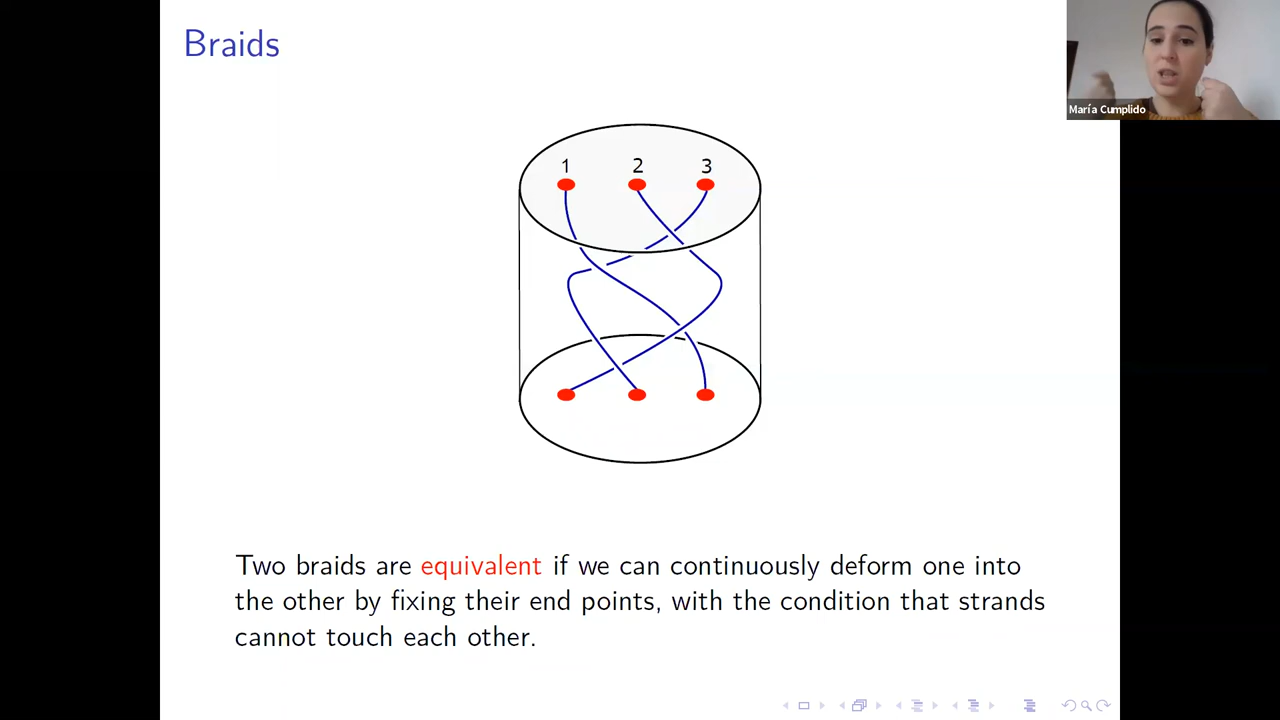 Braids
María Cumplido
1 2 3
Two braids are equivalent if we can continuously deform one into
the other by fixing their end points, with the condition that strands
cannot touch each other.